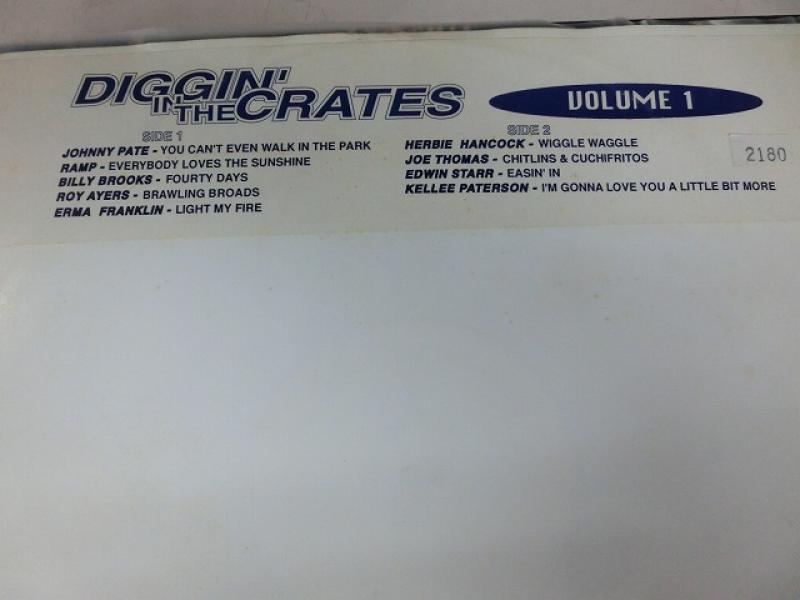 DIGGIN' IN THE CRATES
VOLUME 1
SIDE 1
JOHNNY PATE - YOU CAN'T EVEN WALK IN THE PARK
RAMP - EVERYBODY LOVES THE SUNSHINE
BILLY BROOKS - FOURTY DAYS
ROY AYERS - BRAWLING BROADS
ERMA FRANKLIN - LIGHT MY FIRE
SIDE 2
HERBIE HANCOCK - WIGGLE WAGGLE
JOE THOMAS - CHITLINS & CUCHIFRITOS
EDWIN STARR - EASIN' IN
KELLEE PATERSON - I'M GONNA LOVE YOU A LITTLE BIT MORE
2180